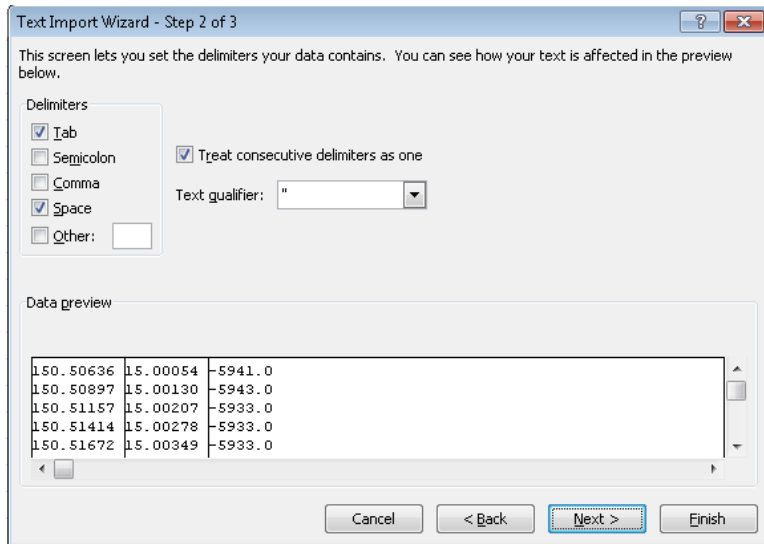 Text Import Wizard - Step 2 of 3
This screen lets you set the delimiters your data contains.  You can see how your text is affected in the preview
below.
Delimiters
Tab
Semicolon
Comma
Space
Other:
Treat consecutive delimiters as one
Text qualifier: "
Data preview
150.50636 15.00054 -5941.0
150.50897 15.00130 -5943.0
150.51157 15.00207 -5933.0
150.51414 15.00278 -5933.0
150.51672 15.00349 -5933.0
Cancel < Back Next > Finish